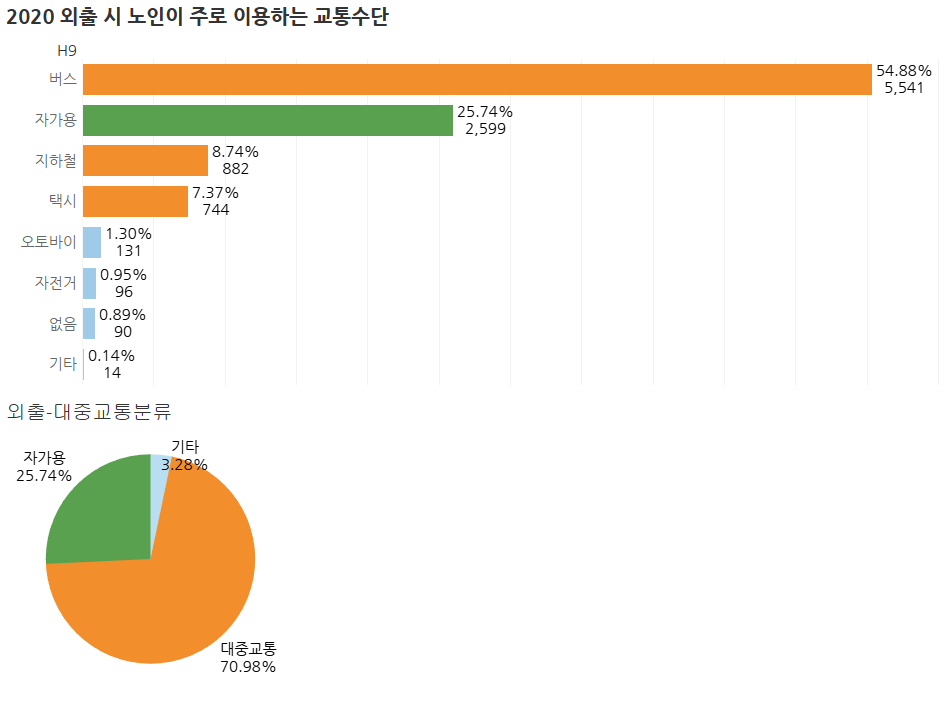 2020 외출 시 노인이 주로 이용하는 교통수단
H9
버스
54.88%
5,541
자가용
25.74%
2,599
지하철
8.74%
882
택시
7.37%
744
오토바이
1.30%
131
자전거
0.95%
96
없음
0.89%
90
기타
0.14%
14
외출-대중교통분류
기타
3.28%
자가용
25.74%
대중교통
70.98%